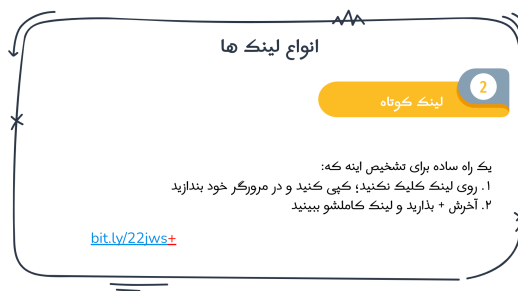 انواع لینک ها
2
لینک کوتاه
یک راه ساده برای تشخیص اینه که:
۱. روی لینک کلیک نکنید؛ کپی کنید و در مرورگر خود بندازید
۲. آخرش + بذارید و لینک کاملشو ببینید
bit.ly/22jws+